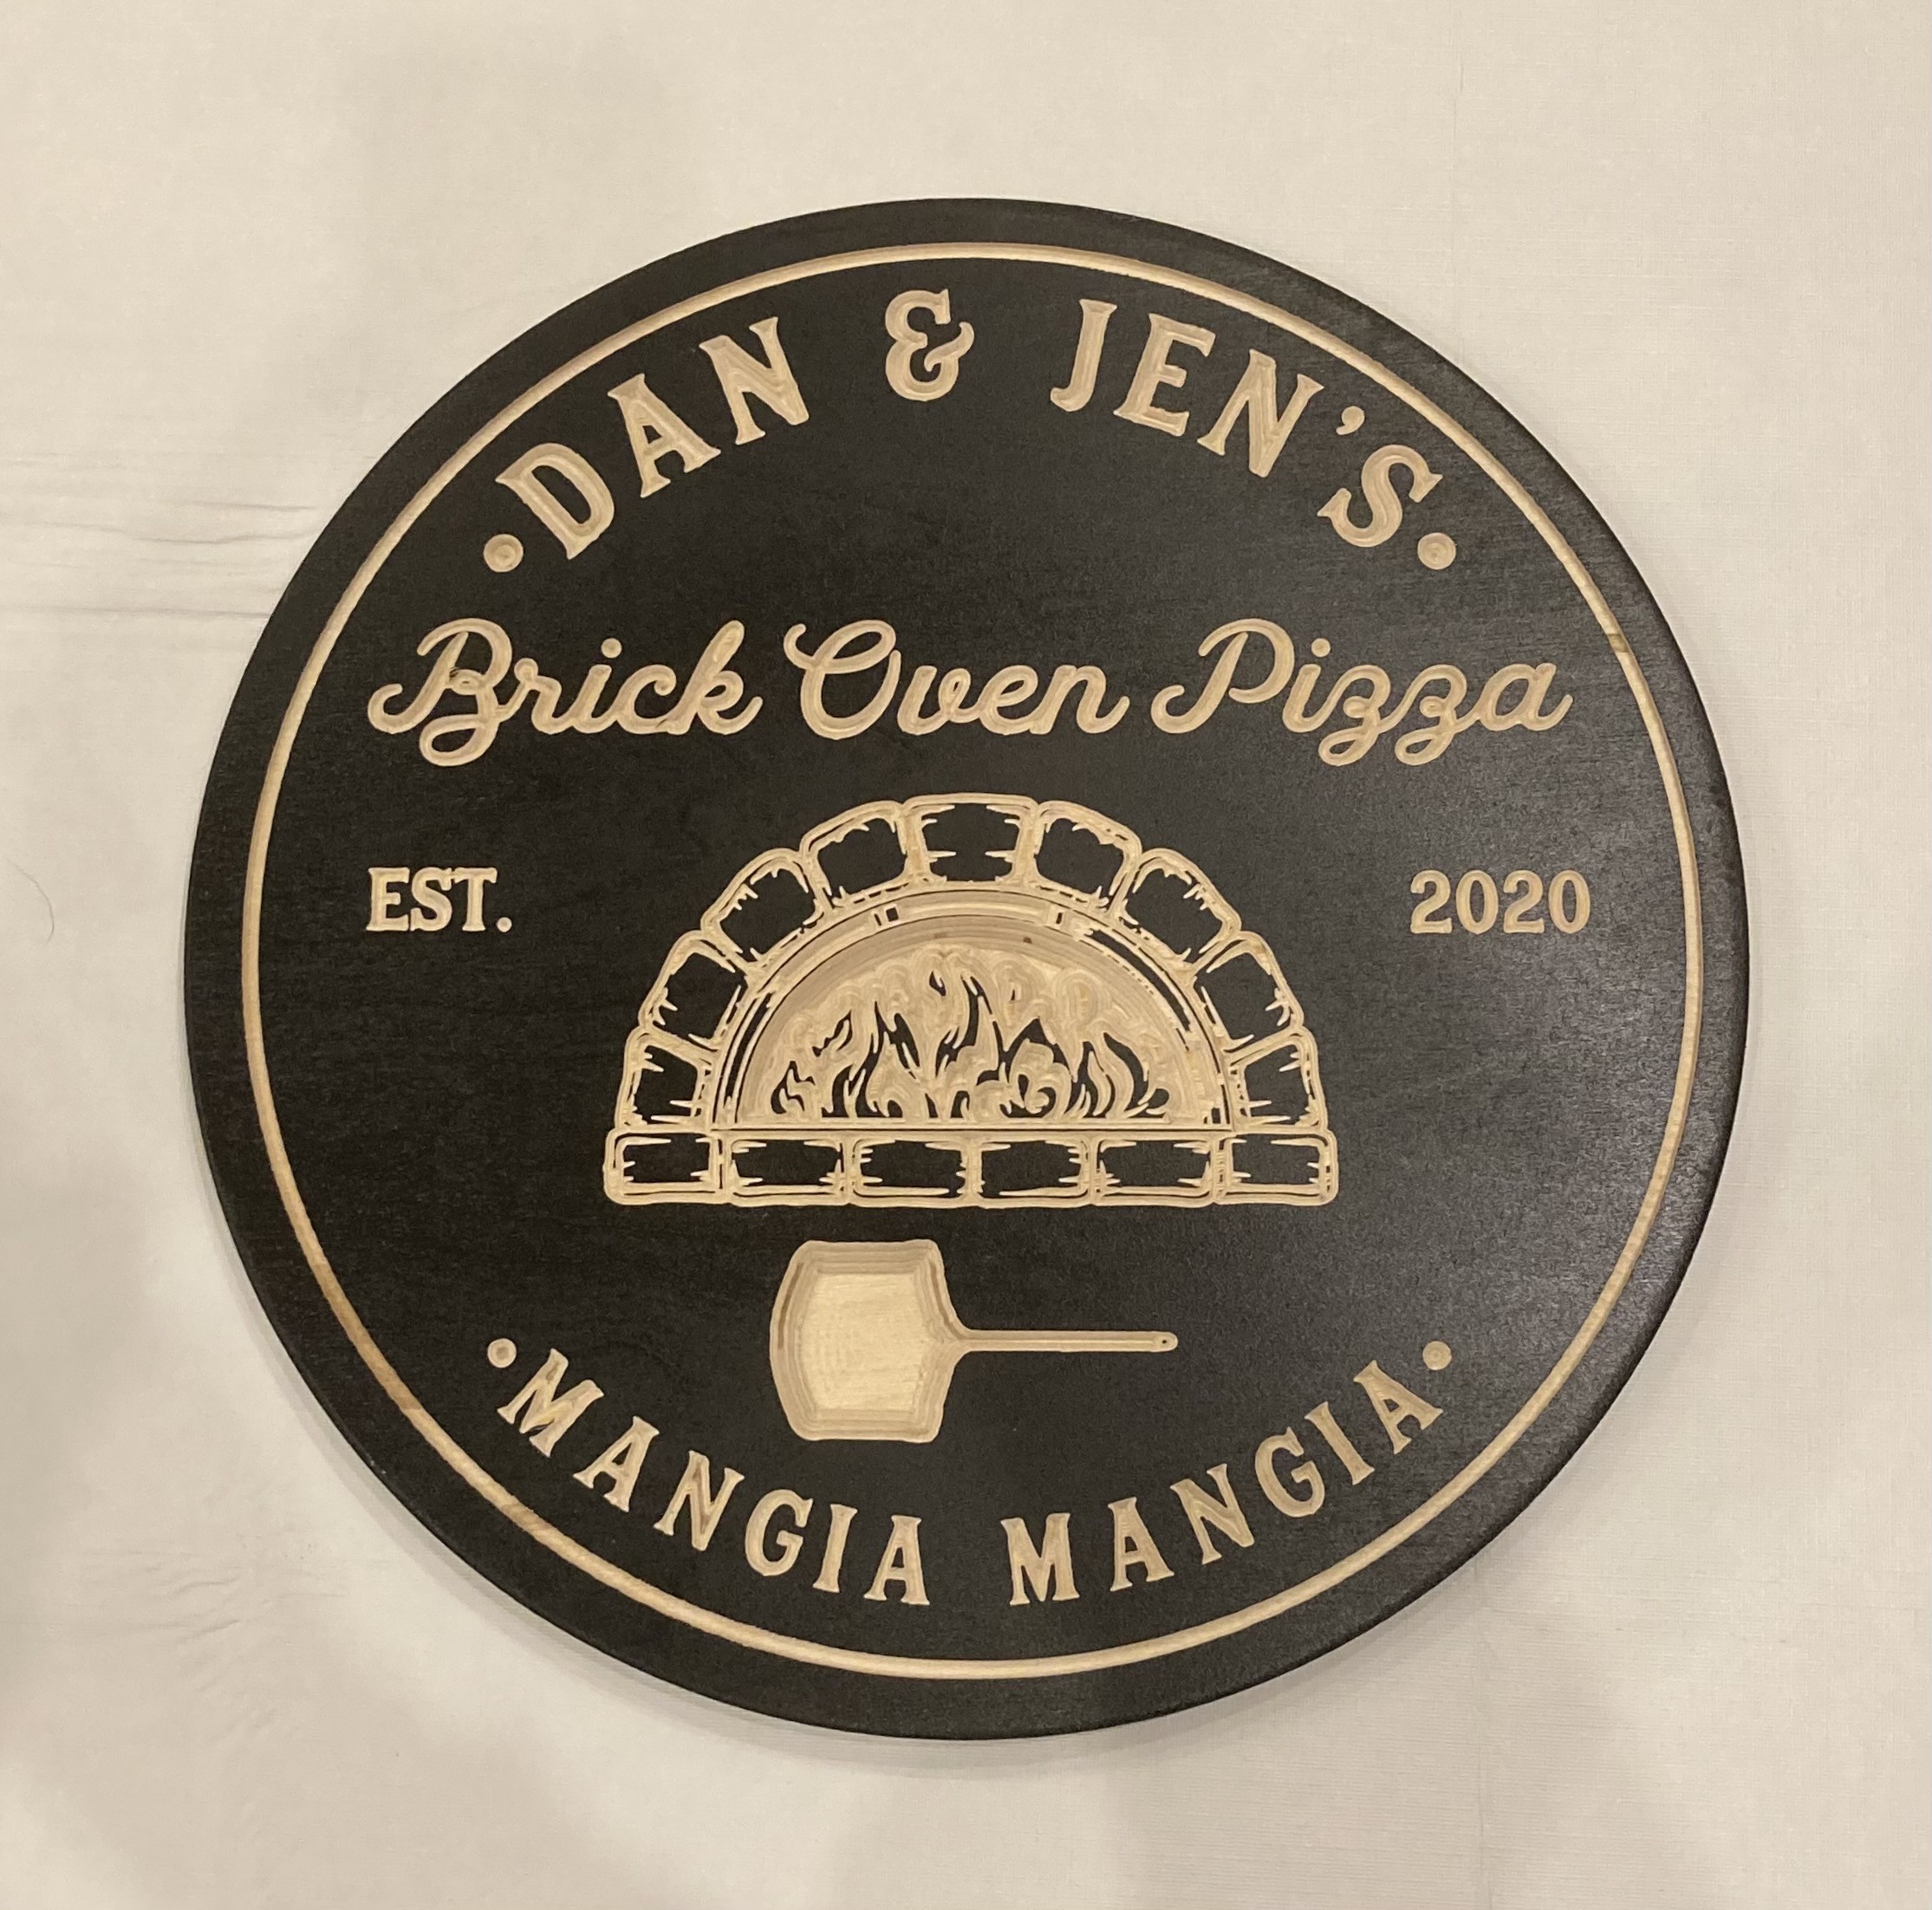 •DAN & JEN'S•
Brick Oven Pizza
EST. 2020
•MANGIA MANGIA•